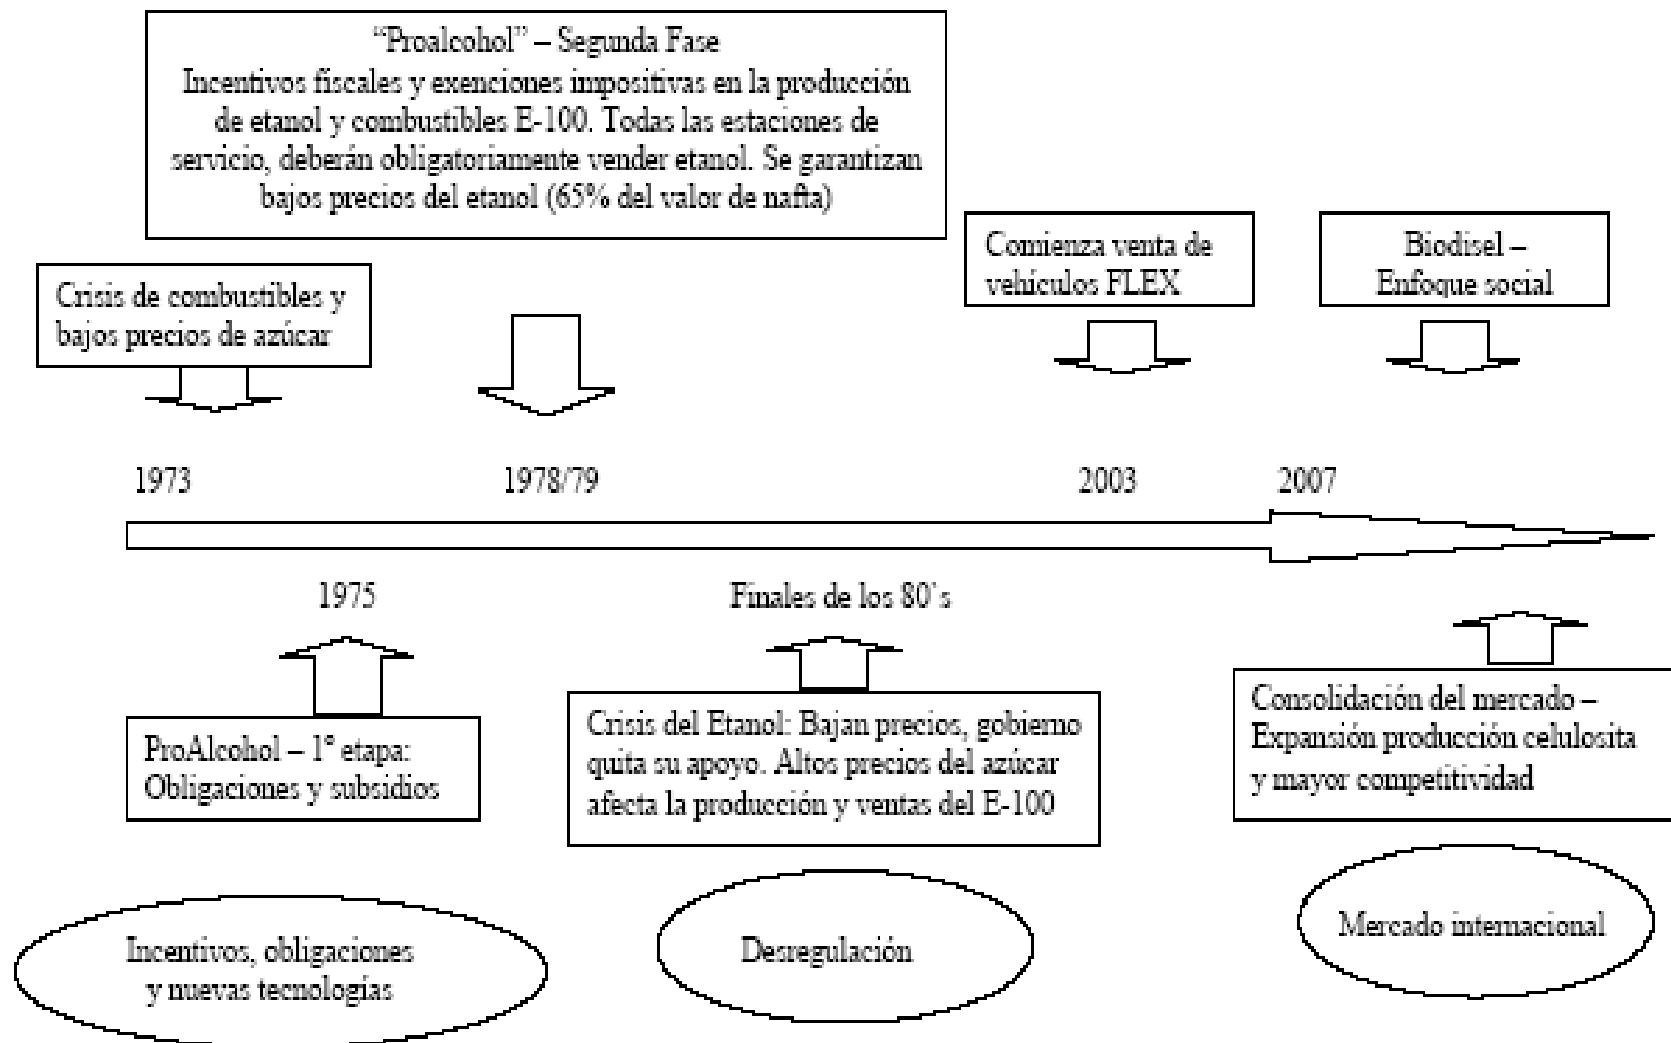 “Proalcohol” – Segunda Fase
Incentivos fiscales y exenciones impositivas en la producción
de etanol y combustibles E-100. Todas las estaciones de
servicio, deberán obligatoriamente vender etanol. Se garantizan
bajos precios del etanol (65% del valor de nafta)
Crisis de combustibles y
bajos precios de azúcar
Comienza venta de
vehículos FLEX
Biodisel –
Enfoque social
1973
1978/79
2003
2007
1975
Finales de los 80`s
ProAlcohol – 1° etapa:
Obligaciones y subsidios
Crisis del Etanol: Bajan precios, gobierno
quita su apoyo. Altos precios del azúcar
afecta la producción y ventas del E-100
Consolidación del mercado –
Expansión producción celulosita
y mayor competitividad
Incentivos, obligaciones
y nuevas tecnologías
Desregulación
Mercado internacional